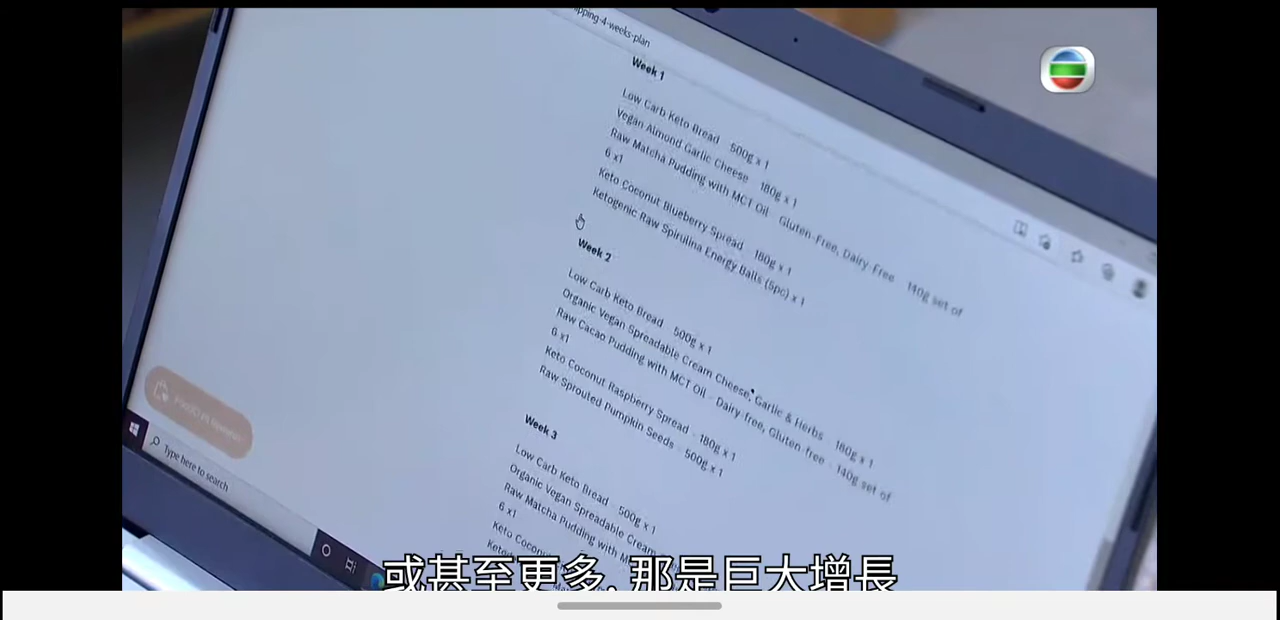 pping-4-weeks-plan
Week 1
Low Carb Keto Bread 500g x 1
Vegan Almond Garlic Cheese 180g x 1
Raw Matcha Pudding with MCT Oil - Gluten-Free, Dairy-Free 140g set of
6 x1
Keto Coconut Blueberry Spread - 180g x 1
Ketogenic Raw Spirulina Energy Balls (5pc) x 1
Week 2
Low Carb Keto Bread 500g x 1
Organic Vegan Spreadable Cream Cheese, Garlic & Herbs 180g x 1
Raw Cacao Pudding with MCT Oil - Dairy-free, Gluten-free - 140g set of
6 x1
Keto Coconut Raspberry Spread - 180g x 1
Raw Sprouted Pumpkin Seeds - 500g x 1
Week 3
Low Carb Keto Bread 500g x 1
Organic Vegan Spreadable Cream
Raw Matcha Pudding with M
6 x1
Keto Cocon
Type here to search
或甚至更多, 那是巨大增長